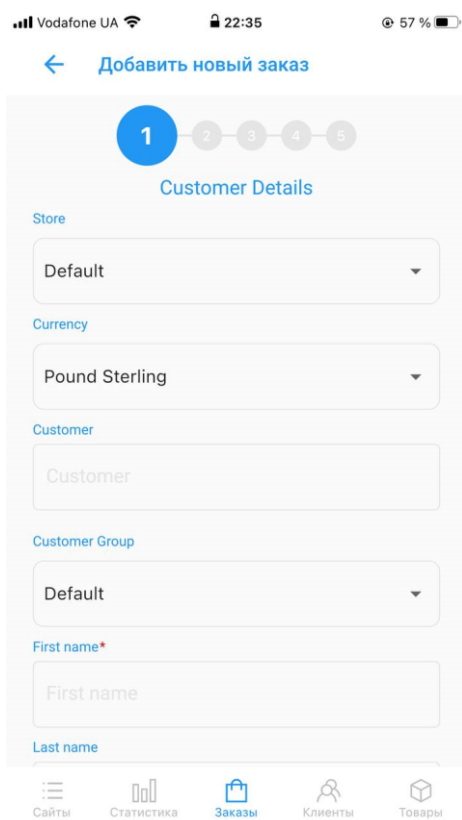 Vodafone UA 22:35 57 %
Добавить новый заказ
1 2 3 4 5
Customer Details
Store
Default
Currency
Pound Sterling
Customer
Customer
Customer Group
Default
First name*
First name
Last name
Сайты Статистика Заказы Клиенты Товары